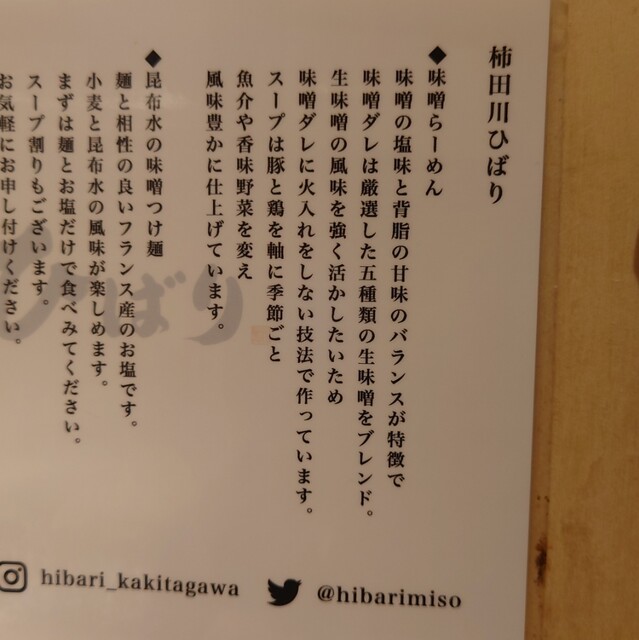 柿田川ひばり
◆味噌らーめん
味噌の塩味と背脂の甘味のバランスが特徴で
味噌ダレは厳選した五種類の生味噌をブレンド。
生味噌の風味を強く活かしたいため
味噌ダレに火入れをしない技法で作っています。
スープは豚と鶏を軸に季節ごと
魚介や香味野菜を変え
風味豊かに仕上げています。
◆昆布水の味噌つけ麺
麺と相性の良いフランス産のお塩です。
小麦と昆布水の風味が楽しめます。
まずは麺とお塩だけで食べみてください。
スープ割りもございます。
お気軽にお申し付けください。
ひばり
hibari_kakitagawa
@hibarimiso